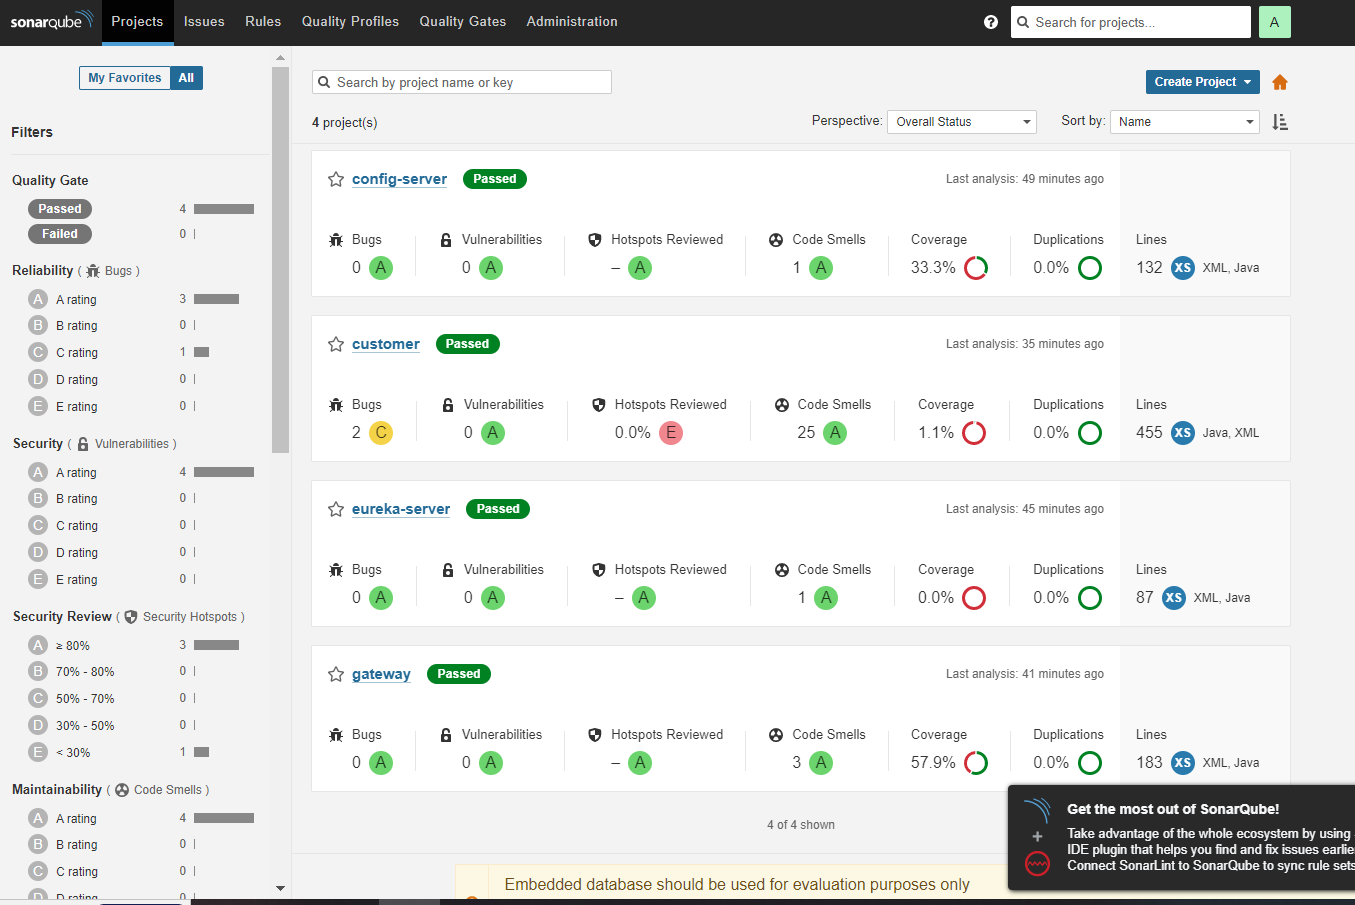 sonarqube Projects Issues Rules Quality Profiles Quality Gates Administration ? Search for projects... A
My Favorites All
Filters
Quality Gate
Passed 4
Failed 0
Reliability ( Bugs )
A A rating 3
B B rating 0
C C rating 1
D D rating 0
E E rating 0
Security ( Vulnerabilities )
A A rating 4
B B rating 0
C C rating 0
D D rating 0
E E rating 0
Security Review ( Security Hotspots )
A ≥ 80% 3
B 70% - 80% 0
C 50% - 70% 0
D 30% - 50% 0
E < 30% 1
Maintainability ( Code Smells )
A A rating 4
B B rating 0
C C rating 0
D D rating 0
Search by project name or key Create Project
4 project(s) Perspective: Overall Status Sort by: Name
config-server Passed Last analysis: 49 minutes ago
Bugs Vulnerabilities Hotspots Reviewed Code Smells Coverage Duplications Lines
0 A 0 A – A 1 A 33.3% 0.0% 132 XS XML, Java
customer Passed Last analysis: 35 minutes ago
Bugs Vulnerabilities Hotspots Reviewed Code Smells Coverage Duplications Lines
2 C 0 A 0.0% E 25 A 1.1% 0.0% 455 XS Java, XML
eureka-server Passed Last analysis: 45 minutes ago
Bugs Vulnerabilities Hotspots Reviewed Code Smells Coverage Duplications Lines
0 A 0 A – A 1 A 0.0% 0.0% 87 XS XML, Java
gateway Passed Last analysis: 41 minutes ago
Bugs Vulnerabilities Hotspots Reviewed Code Smells Coverage Duplications Lines
0 A 0 A – A 3 A 57.9% 0.0% 183 XS XML, Java
4 of 4 shown
Embedded database should be used for evaluation purposes only
Get the most out of SonarQube!
Take advantage of the whole ecosystem by using
IDE plugin that helps you find and fix issues earlie
Connect SonarLint to SonarQube to sync rule sets